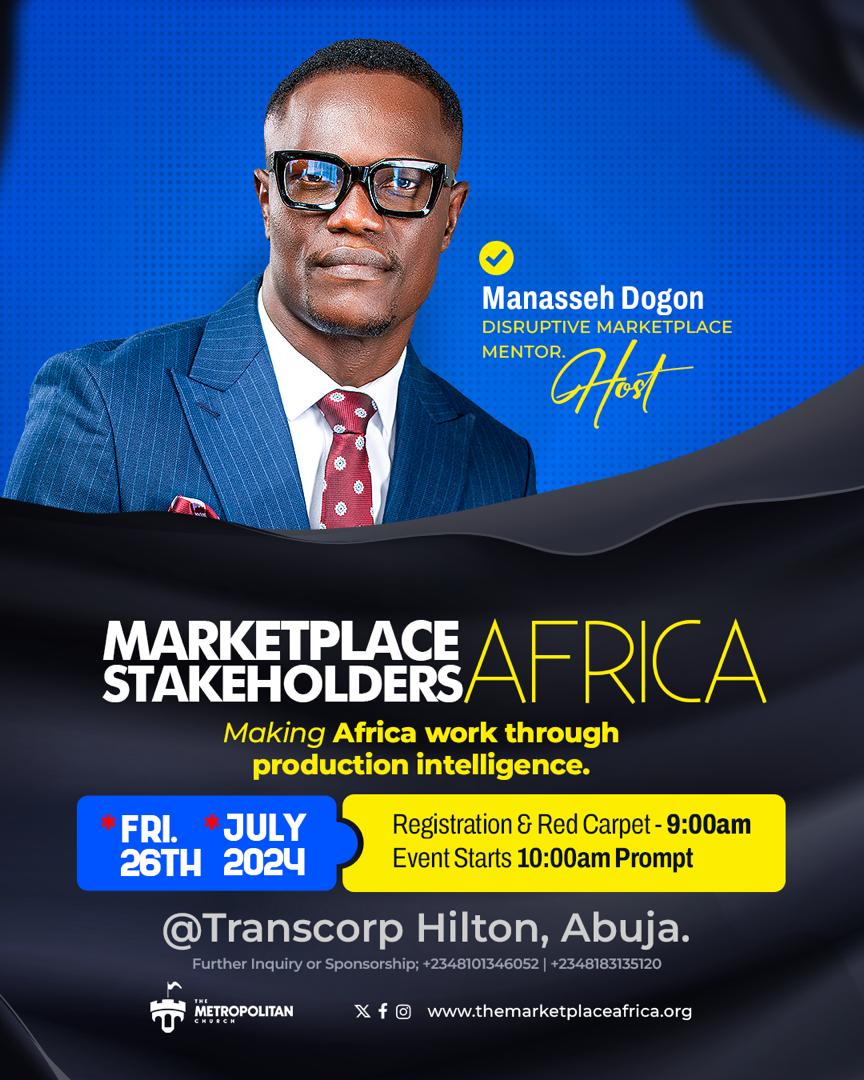 Manasseh Dogon
DISRUPTIVE MARKETPLACE
MENTOR.
Host
MARKETPLACE
STAKEHOLDERS AFRICA
Making Africa work through
production intelligence.
*FRI. *JULY
26TH 2024
Registration & Red Carpet - 9:00am
Event Starts 10:00am Prompt
@Transcorp Hilton, Abuja.
Further Inquiry or Sponsorship; +2348101346052 | +2348183135120
THE
METROPOLITAN
CHURCH
www.themarketplaceafrica.org